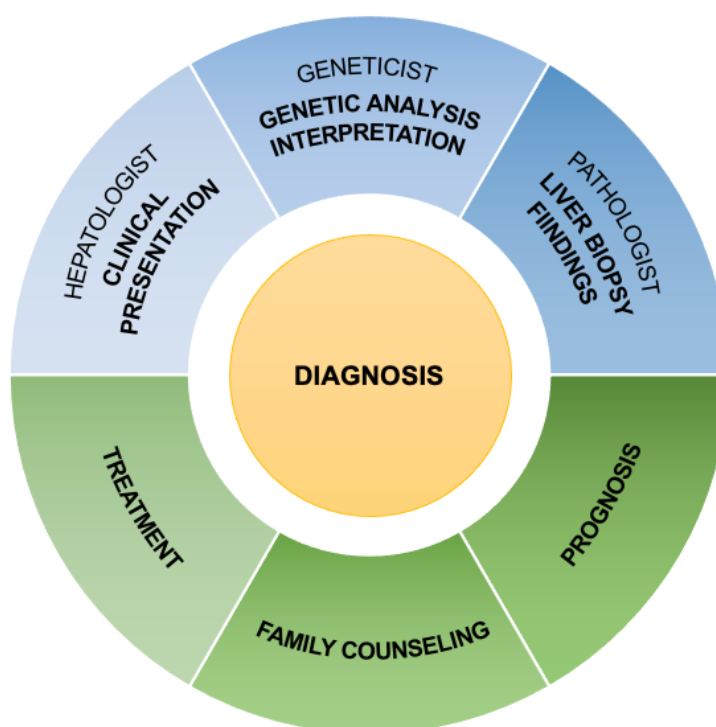 HEPATOLOGIST
CLINICAL
PRESENTATION
GENETICIST
GENETIC ANALYSIS
INTERPRETATION
PATHOLOGIST
LIVER BIOPSY
FIINDINGS
DIAGNOSIS
TREATMENT
FAMILY COUNSELING
PROGNOSIS